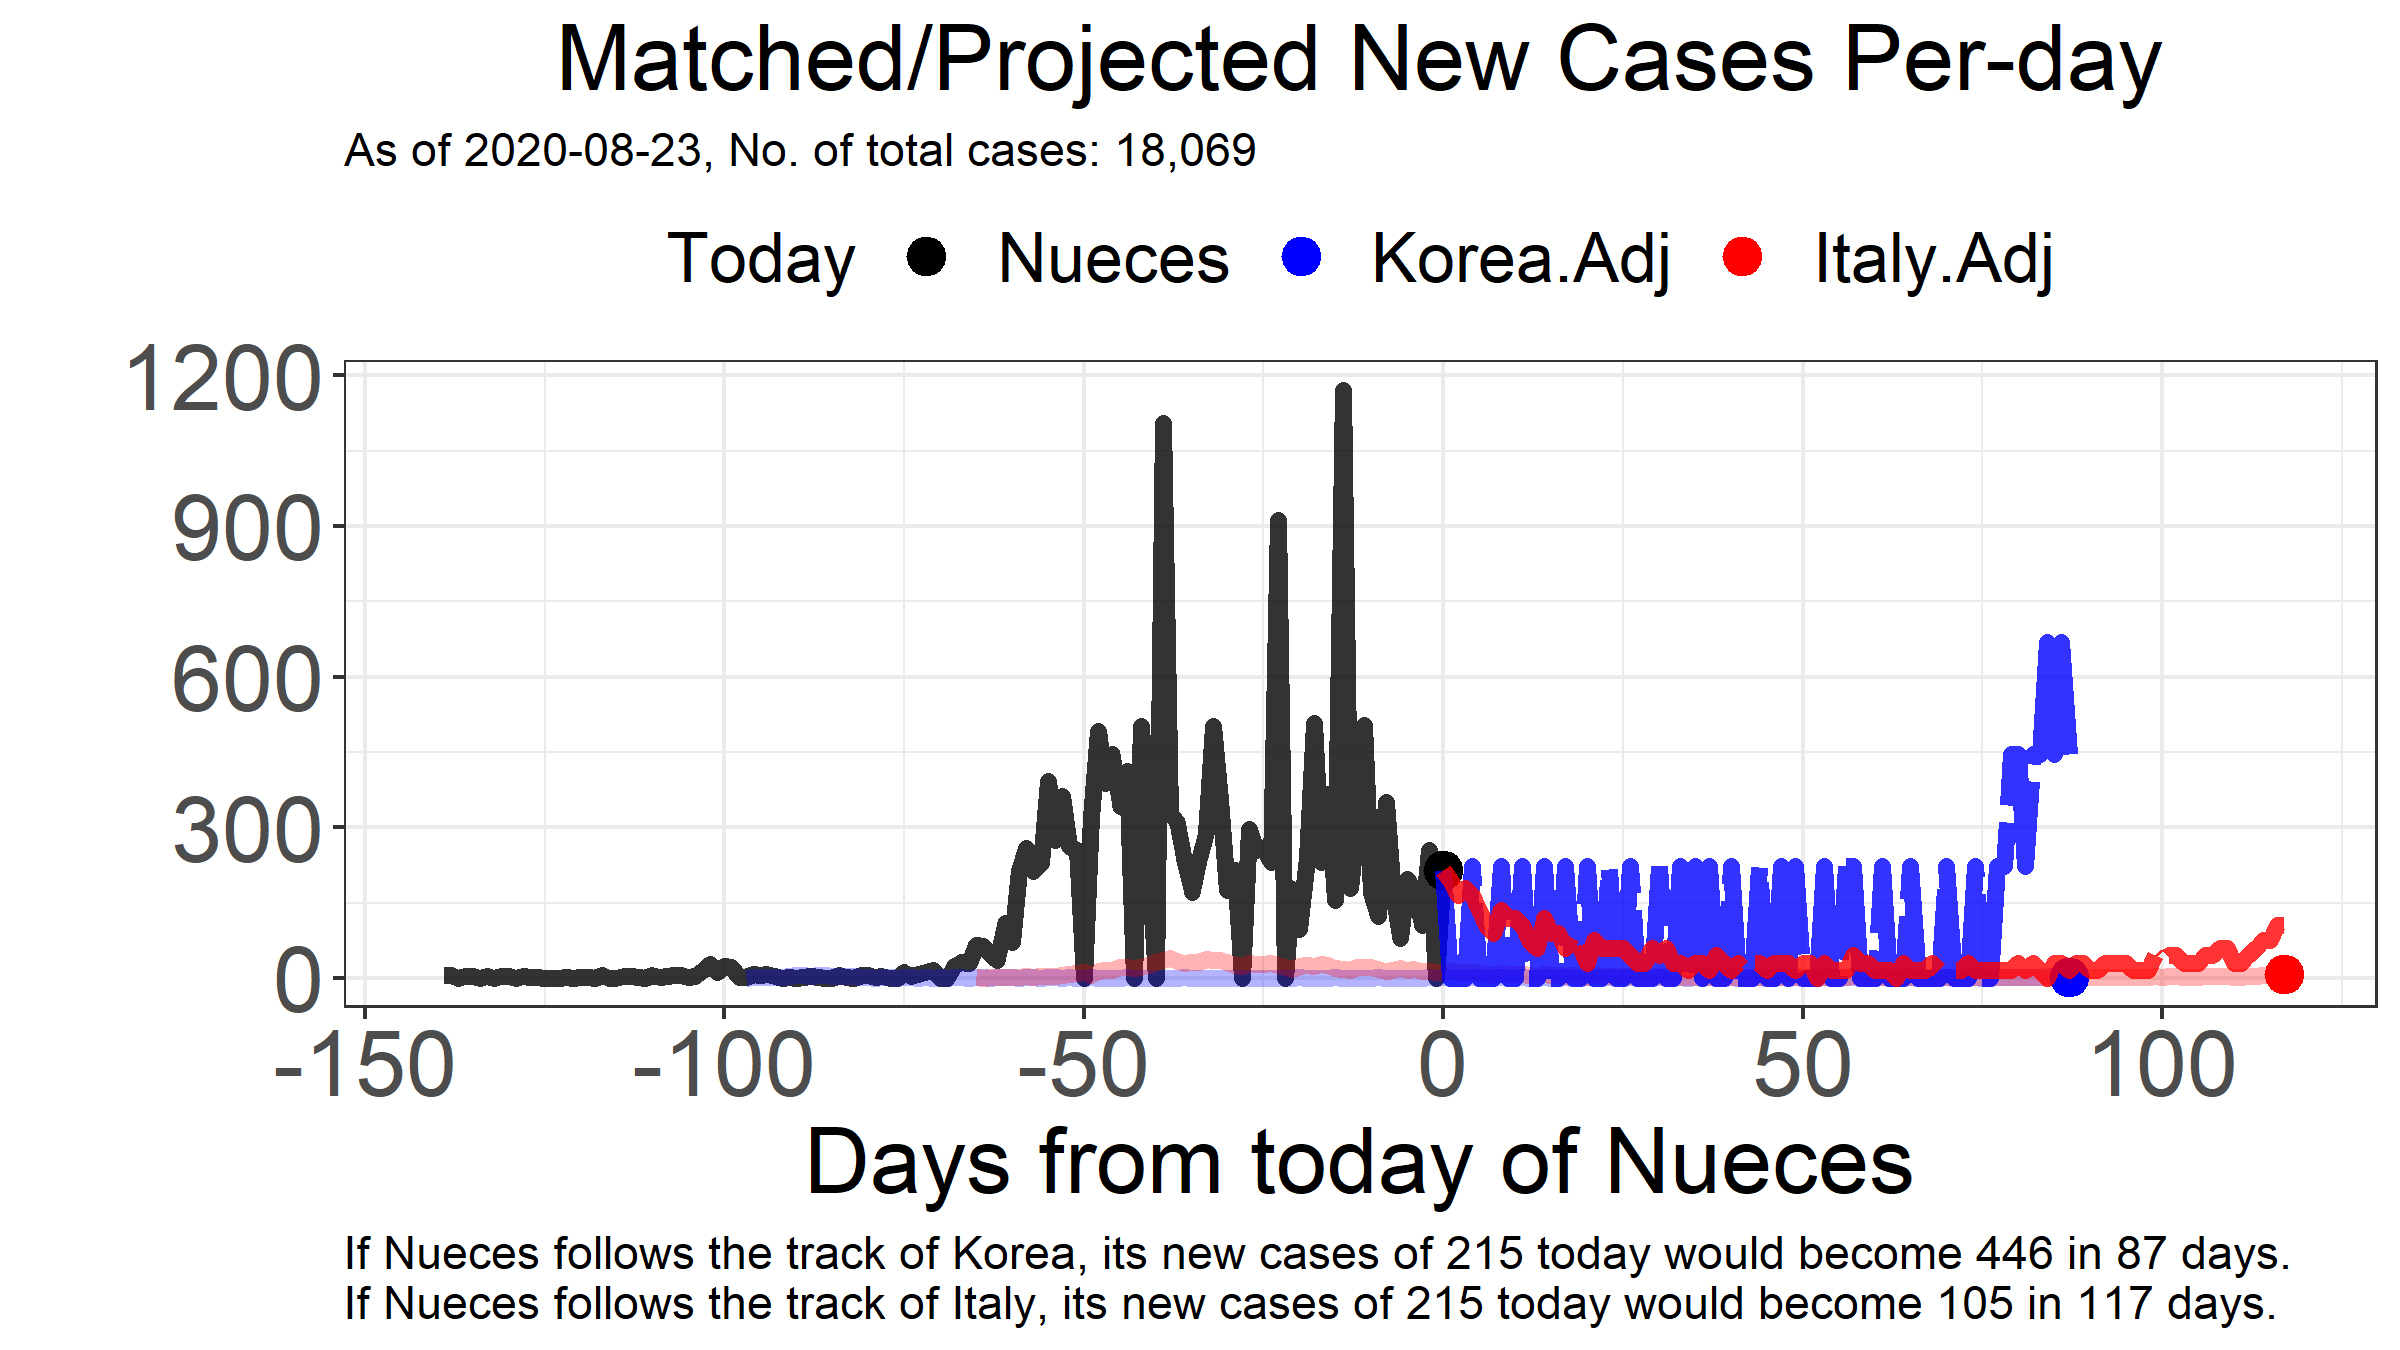 Matched/Projected New Cases Per-day
As of 2020-08-23, No. of total cases: 18,069
Today Nueces Korea.Adj Italy.Adj
1200
900
600
300
0
-150 -100 -50 0 50 100
Days from today of Nueces
If Nueces follows the track of Korea, its new cases of 215 today would become 446 in 87 days.
If Nueces follows the track of Italy, its new cases of 215 today would become 105 in 117 days.